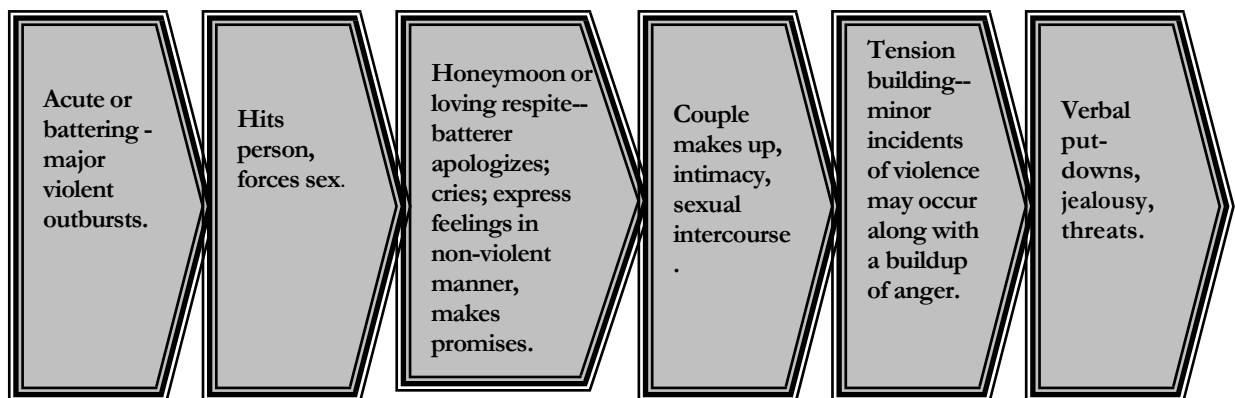 Acute or
battering -
major
violent
outbursts.
Hits
person,
forces sex.
Honeymoon or
loving respite--
batterer
apologizes;
cries; express
feelings in
non-violent
manner,
makes
promises.
Couple
makes up,
intimacy,
sexual
intercourse
.
Tension
building--
minor
incidents
of violence
may occur
along with
a buildup
of anger.
Verbal
put-
downs,
jealousy,
threats.